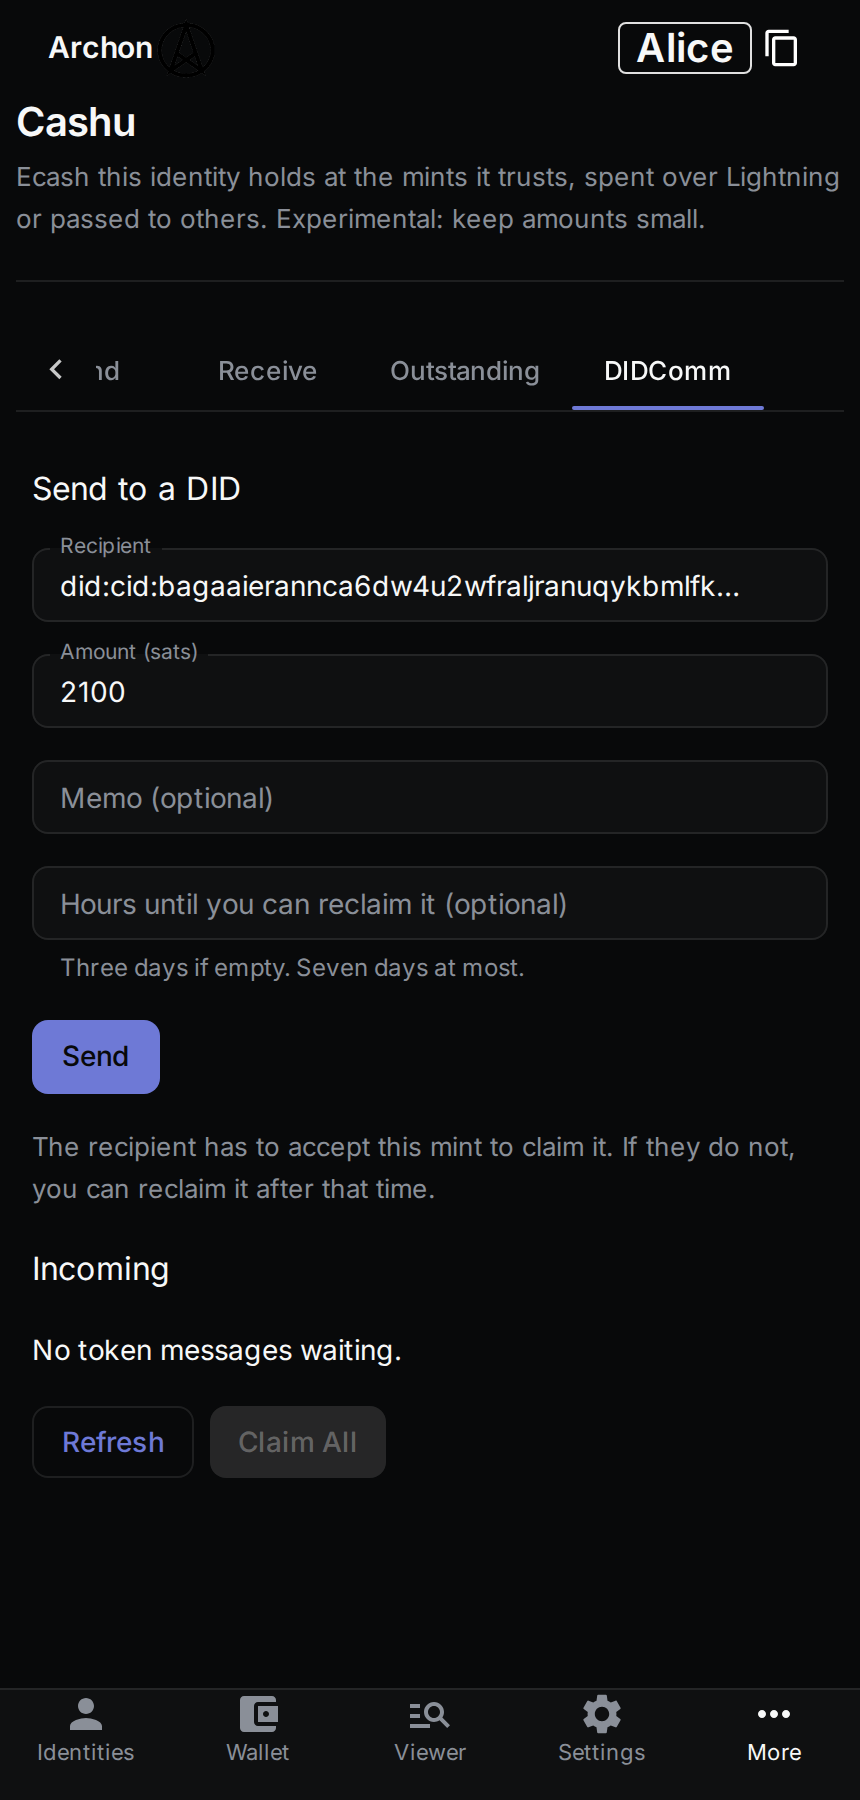 Archon
Alice
Cashu
Ecash this identity holds at the mints it trusts, spent over Lightning
or passed to others. Experimental: keep amounts small.
nd Receive Outstanding DIDComm
Send to a DID
Recipient
did:cid:bagaaierannca6dw4u2wfraljranuqykbmlfk...
Amount (sats)
2100
Memo (optional)
Hours until you can reclaim it (optional)
Three days if empty. Seven days at most.
Send
The recipient has to accept this mint to claim it. If they do not,
you can reclaim it after that time.
Incoming
No token messages waiting.
Refresh Claim All
Identities Wallet Viewer Settings More